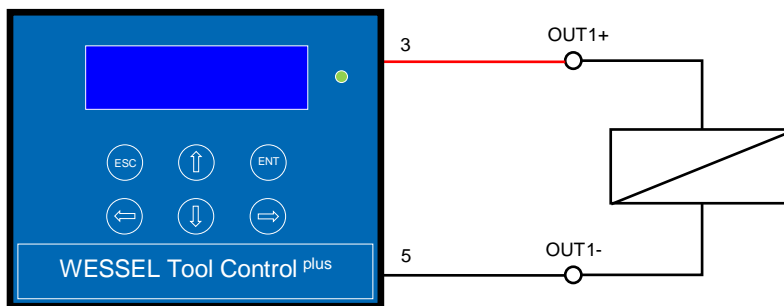 OUT1+
3
ESC
ENT
OUT1-
5
WESSEL Tool Control plus